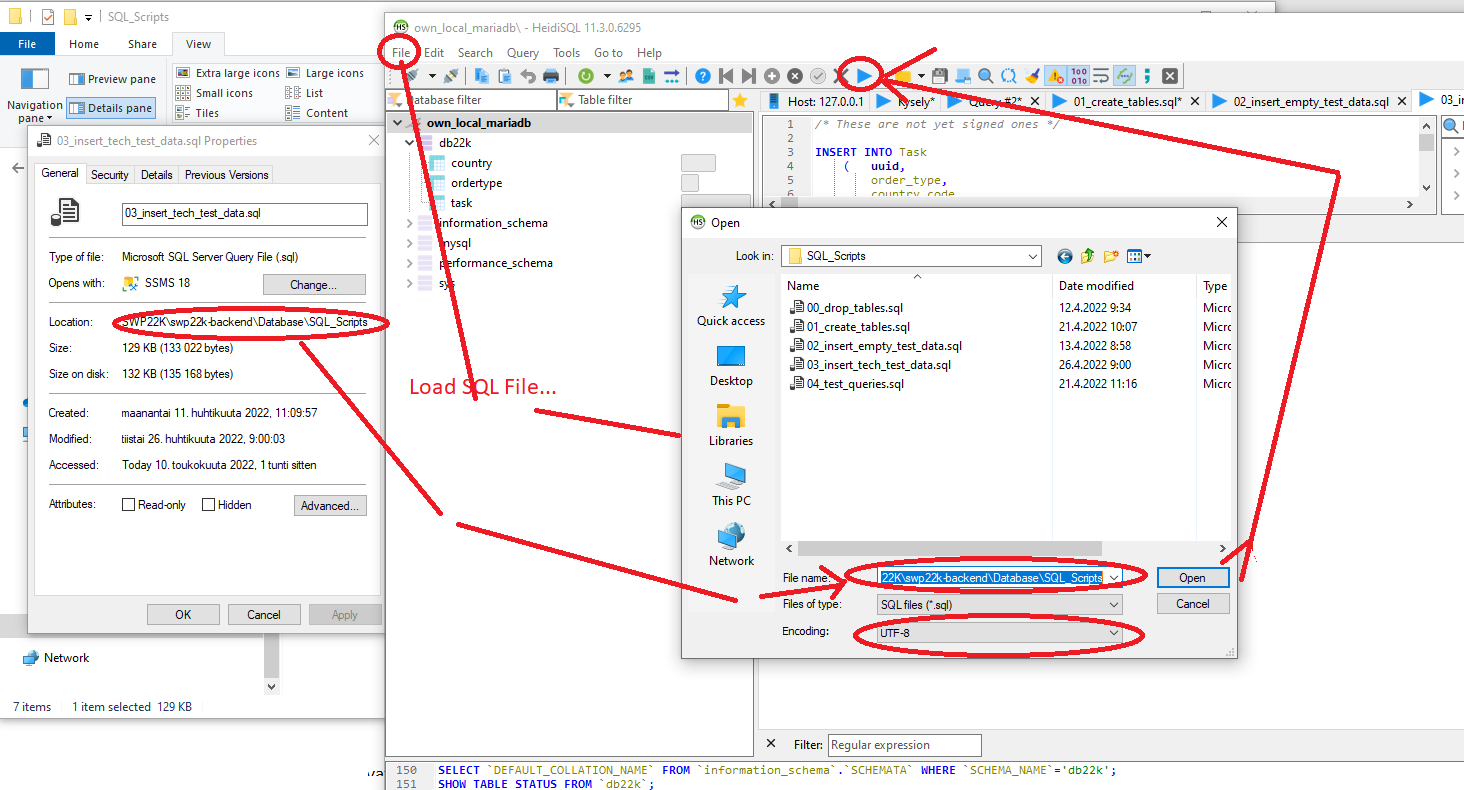 SQL_Scripts
File
Home
Share
View
Navigation
pane
Preview pane
Details pane
Extra large icons
Large icons
Small icons
List
Tiles
Content
03_insert_tech_test_data.sql Properties
General
Security
Details
Previous Versions
03_insert_tech_test_data.sql
Type of file:
Microsoft SQL Server Query File (.sql)
Opens with:
SSMS 18
Change...
Location:
SWP22K\swp22k-backend\Database\SQL_Scripts
Size:
129 KB (133 022 bytes)
Size on disk:
132 KB (135 168 bytes)
Created:
maanantai 11. huhtikuuta 2022, 11:09:57
Modified:
tiistai 26. huhtikuuta 2022, 9:00:03
Accessed:
Today 10. toukokuuta 2022, 1 tunti sitten
Attributes:
Read-only
Hidden
Advanced...
OK
Cancel
Apply
Network
7 items
1 item selected 129 KB
own_local_mariadb\ - HeidiSQL 11.3.0.6295
File
Edit
Search
Query
Tools
Go to
Help
Database filter
Table filter
Host: 127.0.0.1
Kysely*
Query #2*
01_create_tables.sql*
02_insert_empty_test_data.sql
own_local_mariadb
db22k
country
ordertype
task
information_schema
mysql
performance_schema
sys
1 /* These are not yet signed ones */
2
3 INSERT INTO Task
4 ( uuid,
5 order_type,
6 country_code
Load SQL File...
HS Open
Look in:
SQL_Scripts
Quick access
Desktop
Libraries
This PC
Network
Name
Date modified
Type
00_drop_tables.sql 12.4.2022 9:34 Micro
01_create_tables.sql 21.4.2022 10:07 Micro
02_insert_empty_test_data.sql 13.4.2022 8:58 Micro
03_insert_tech_test_data.sql 26.4.2022 9:00 Micro
04_test_queries.sql 21.4.2022 11:16 Micro
File name:
22K\swp22k-backend\Database\SQL_Scripts
Open
Files of type:
SQL files (*.sql)
Cancel
Encoding:
UTF-8
Filter:
Regular expression
150 SELECT `DEFAULT_COLLATION_NAME` FROM `information_schema`.`SCHEMATA` WHERE `SCHEMA_NAME`='db22k';
151 SHOW TABLE STATUS FROM `db22k`;